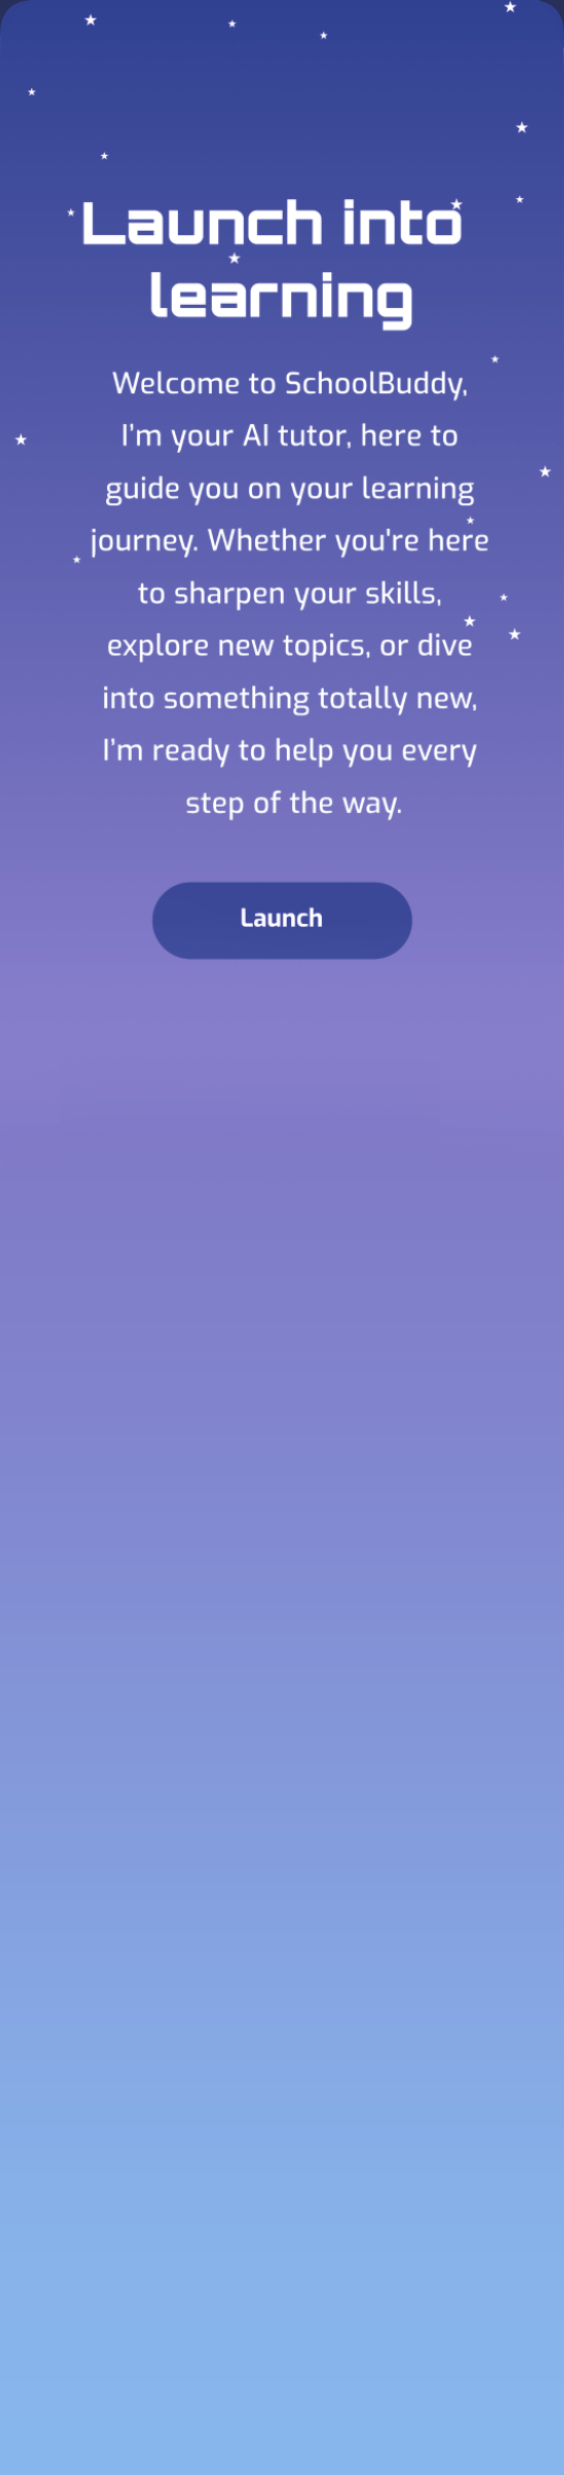 Launch into
learning
Welcome to SchoolBuddy,
I'm your AI tutor, here to
guide you on your learning
journey. Whether you're here
to sharpen your skills,
explore new topics, or dive
into something totally new,
I'm ready to help you every
step of the way.
Launch